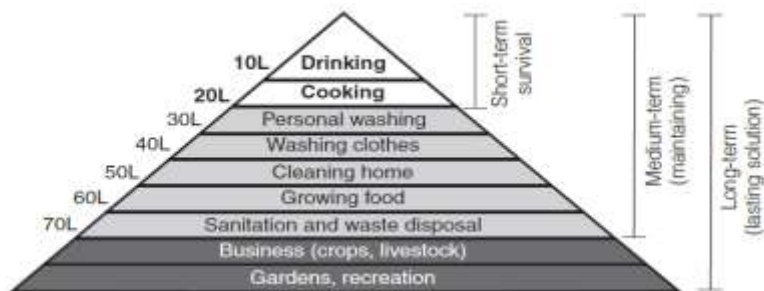 10L Drinking
20L Cooking
30L Personal washing
40L Washing clothes
50L Cleaning home
60L Growing food
70L Sanitation and waste disposal
Business (crops, livestock)
Gardens, recreation
Short-term
survival
Medium-term
(maintaining)
Long-term
(lasting solution)